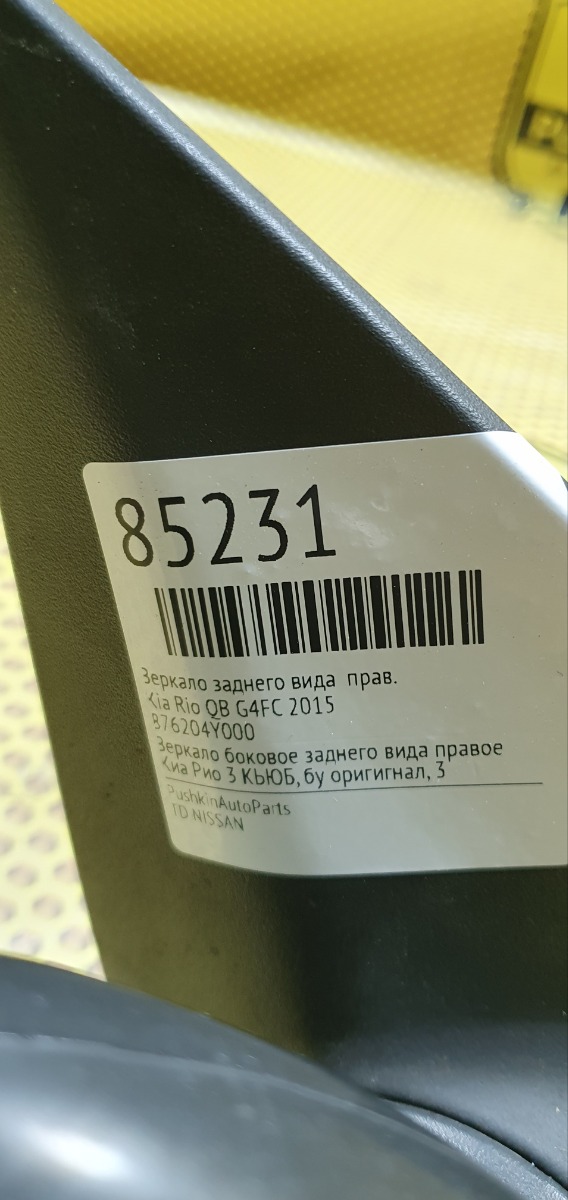 85231
Зеркало заднего вида прав.
Kia Rio QB G4FC 2015
876204Y000
Зеркало боковое заднего вида правое
Киа Рио 3 КЬЮБ, бу оригигнал, 3
PushkinAutoParts
TD NISSAN